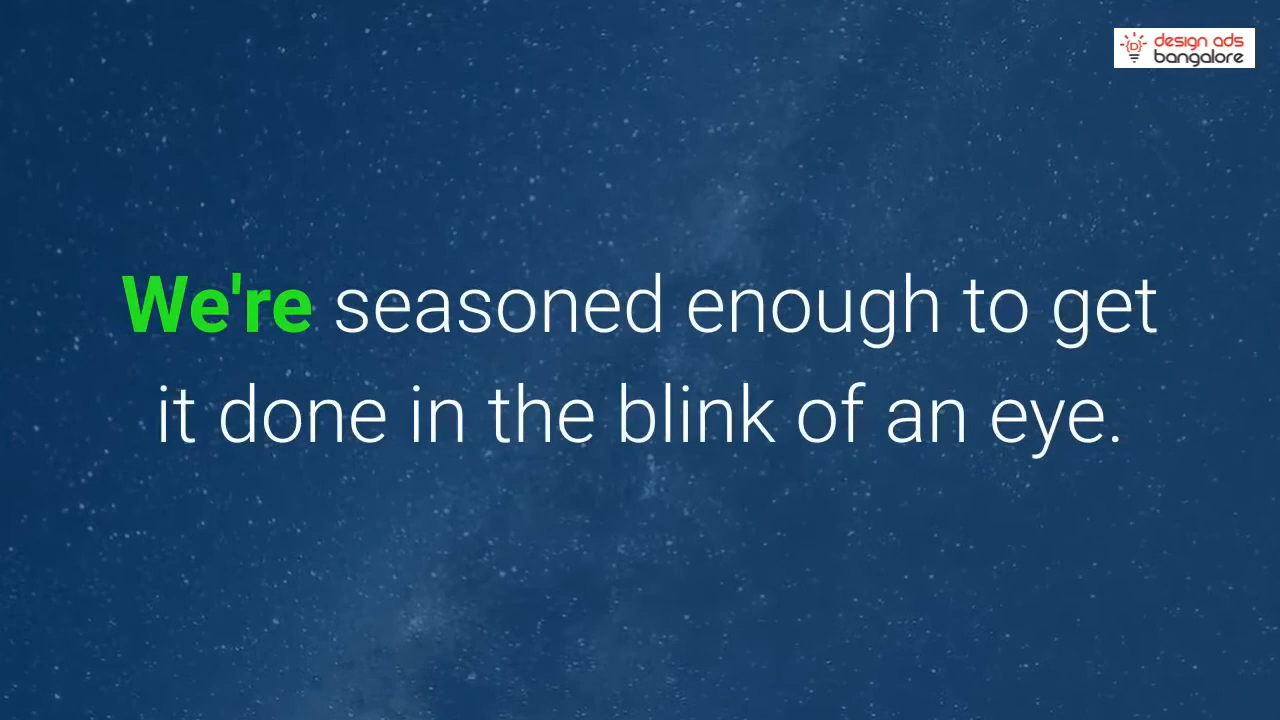 design ads
bangalore
We're seasoned enough to get
it done in the blink of an eye.